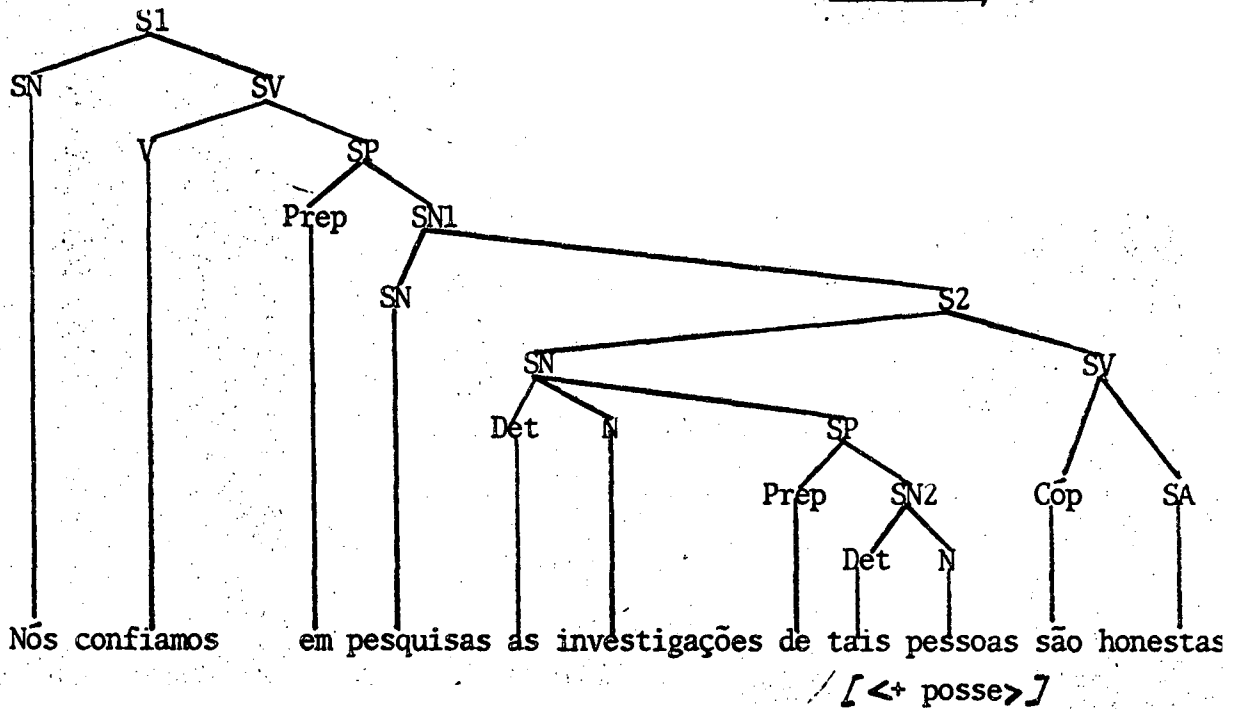 S1
SN SV
V SP
Prep SN1
SN S2
SN SV
Det N SP
Prep SN2 Cóp SA
Det N
Nós confiamos em pesquisas as investigações de tais pessoas são honestas
[<+ posse>]